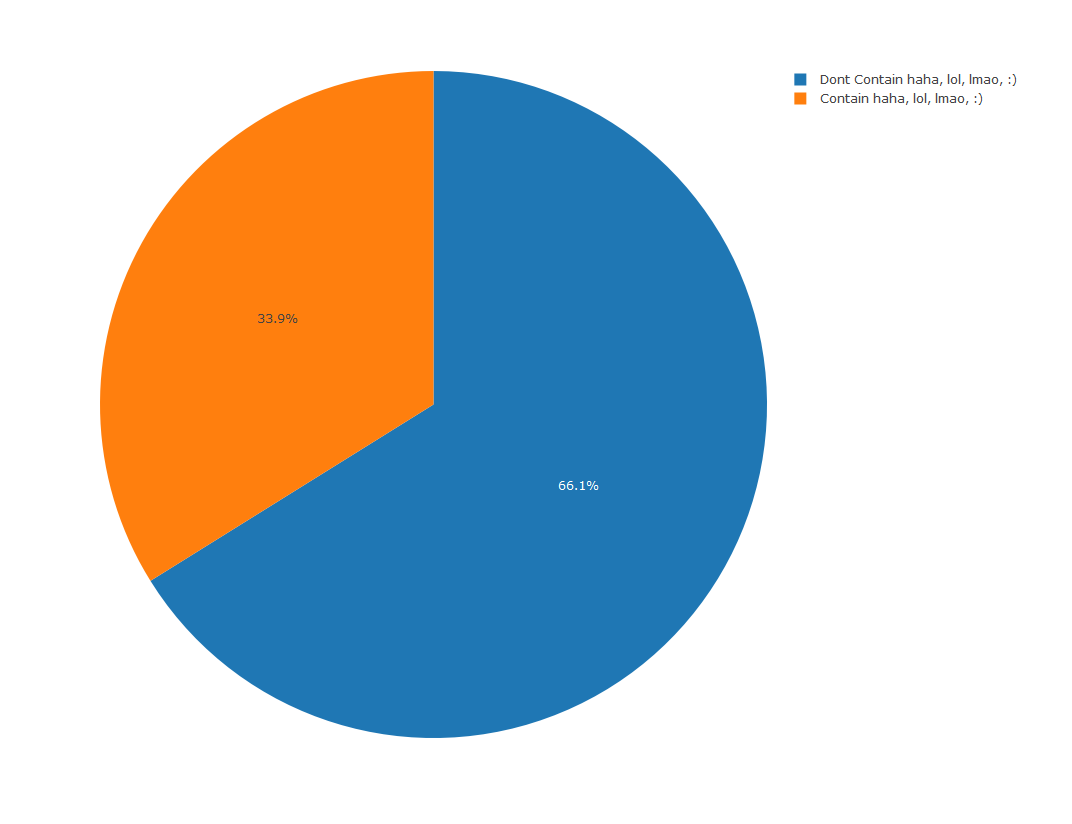 Dont Contain haha, lol, lmao, :)
Contain haha, lol, lmao, :)
33.9%
66.1%